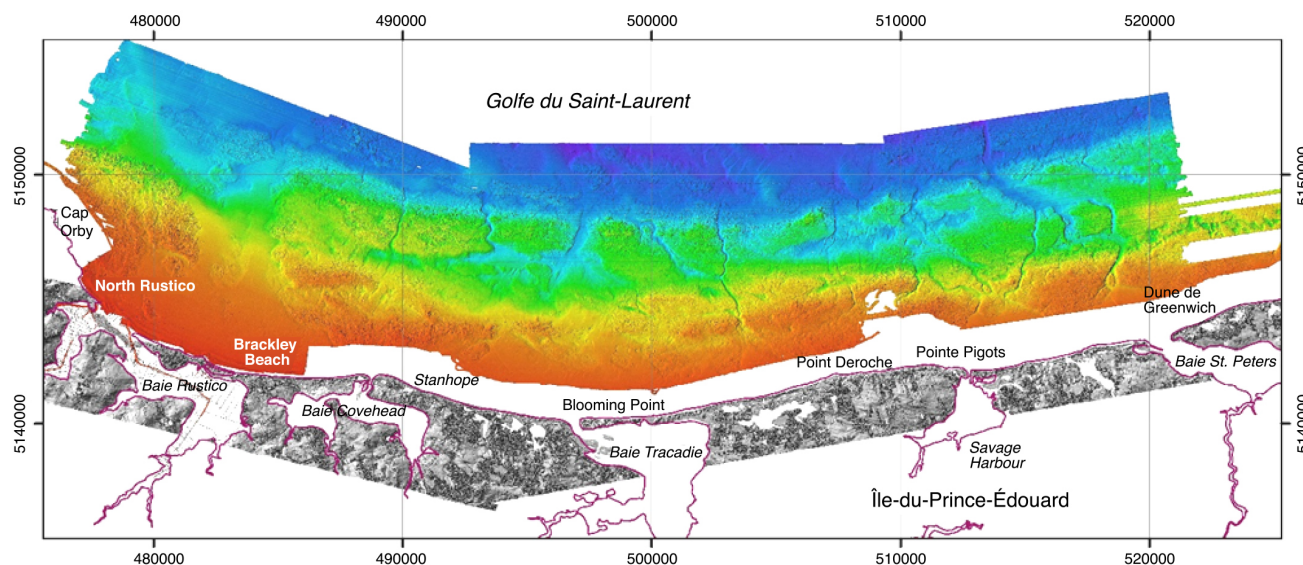 480000
490000
500000
510000
520000
Golfe du Saint-Laurent
5150000
5150000
Cap
Orby
North Rustico
Dune de
Greenwich
Brackley
Beach
Stanhope
Point Deroche
Pointe Pigots
Baie St. Peters
Baie Rustico
Baie Covehead
Blooming Point
5140000
5140000
Baie Tracadie
Savage
Harbour
Île-du-Prince-Édouard
480000
490000
500000
510000
520000